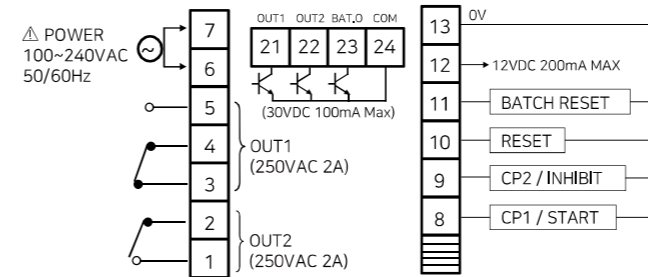 ⚠ POWER
100~240VAC
50/60Hz
7
6
5
4
3
2
1
OUT1
(250VAC 2A)
OUT2
(250VAC 2A)
OUT1 OUT2 BAT.O COM
21 22 23 24
(30VDC 100mA Max)
13 0V
12 12VDC 200mA MAX
11 BATCH RESET
10 RESET
9 CP2 / INHIBIT
8 CP1 / START